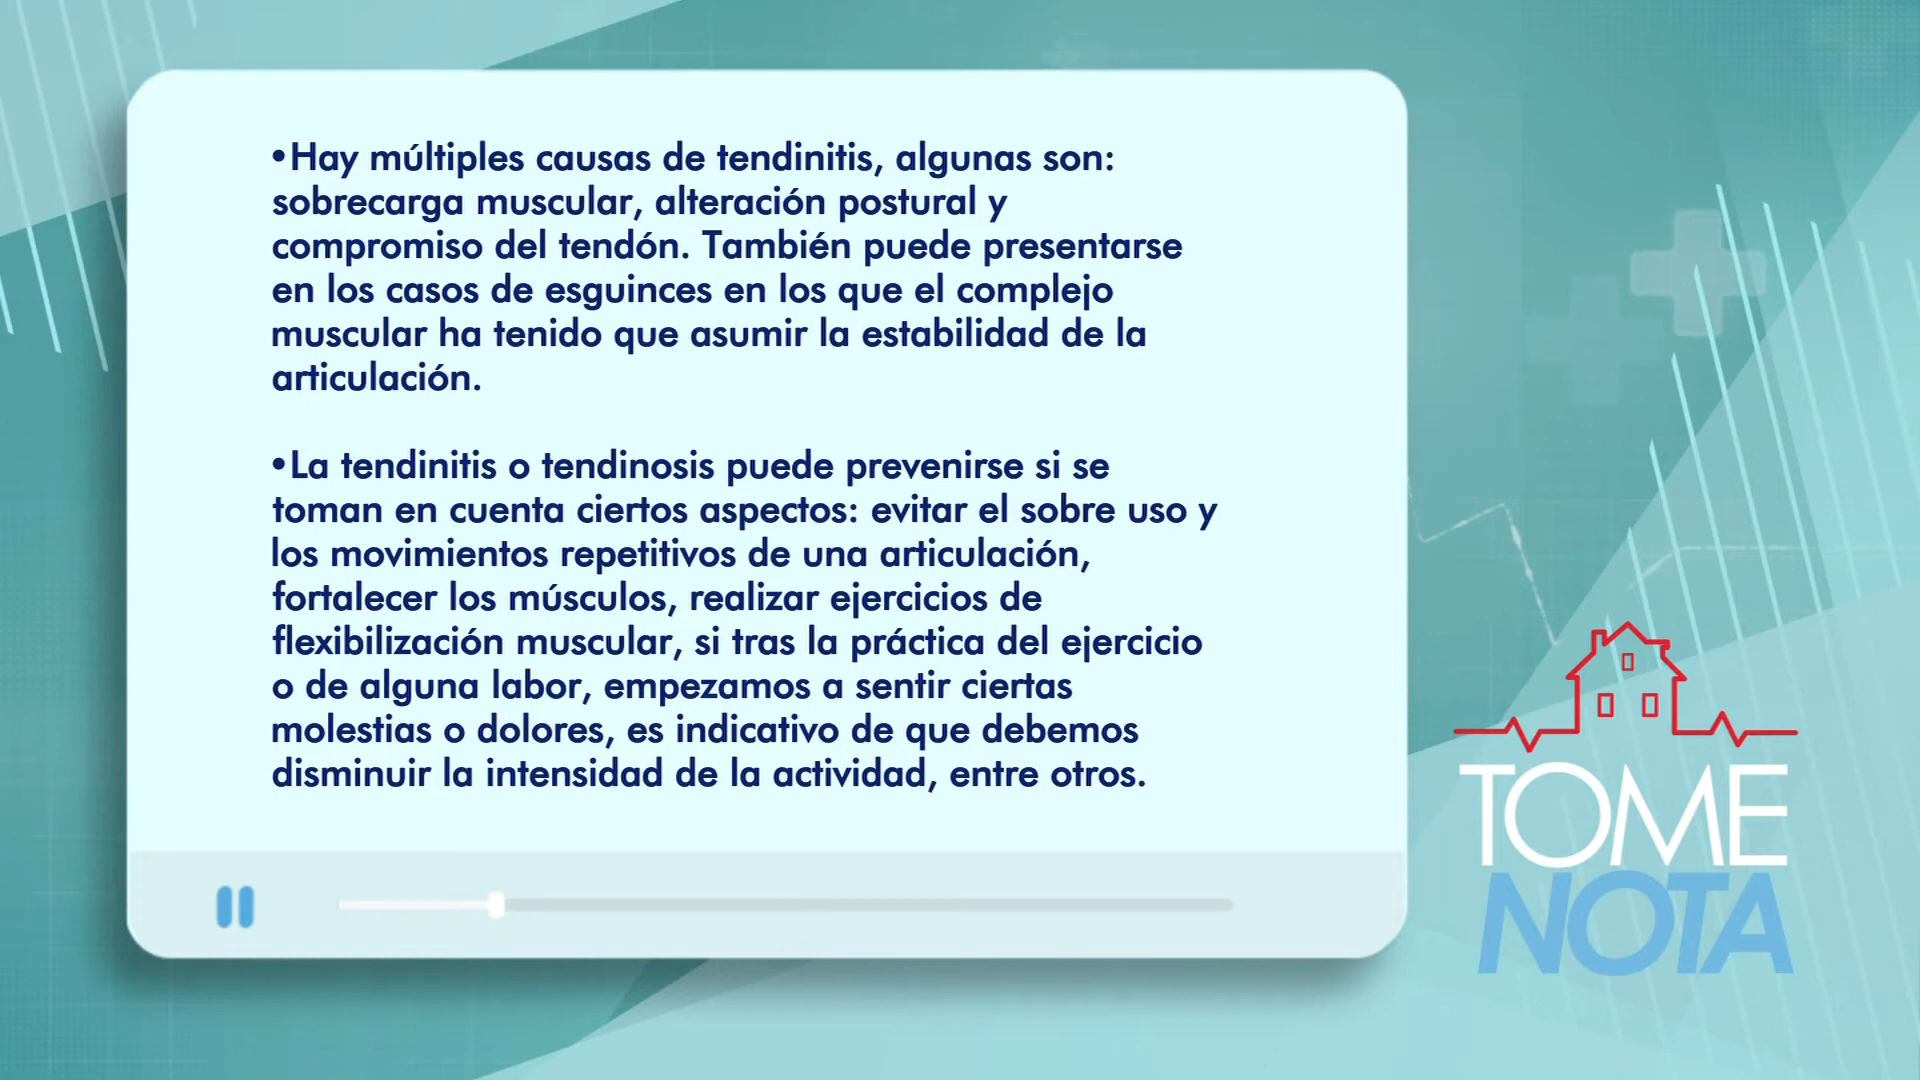 •Hay múltiples causas de tendinitis, algunas son:
sobrecarga muscular, alteración postural y
compromiso del tendón. También puede presentarse
en los casos de esguinces en los que el complejo
muscular ha tenido que asumir la estabilidad de la
articulación.
•La tendinitis o tendinosis puede prevenirse si se
toman en cuenta ciertos aspectos: evitar el sobre uso y
los movimientos repetitivos de una articulación,
fortalecer los músculos, realizar ejercicios de
flexibilización muscular, si tras la práctica del ejercicio
o de alguna labor, empezamos a sentir ciertas
molestias o dolores, es indicativo de que debemos
disminuir la intensidad de la actividad, entre otros.
TOME
NOTA